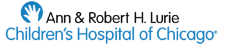 Ann & Robert H. Lurie
Children's Hospital of Chicago®